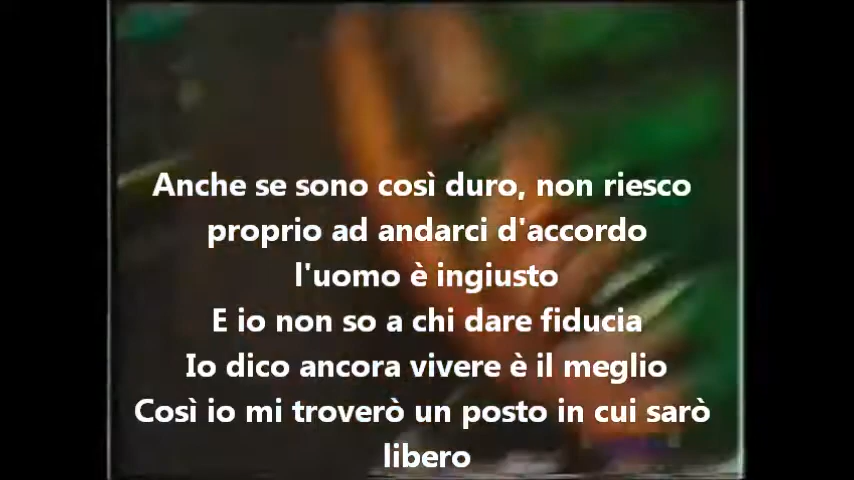 Anche se sono così duro, non riesco
proprio ad andarci d'accordo
l'uomo è ingiusto
E io non so a chi dare fiducia
Io dico ancora vivere è il meglio
Così io mi troverò un posto in cui sarò
libero